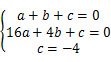 a + b + c = 0
16a + 4b + c = 0
c = −4